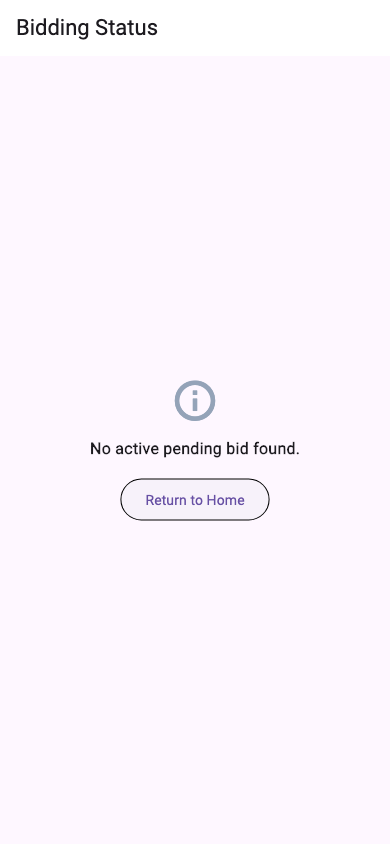 Bidding Status
No active pending bid found.
Return to Home